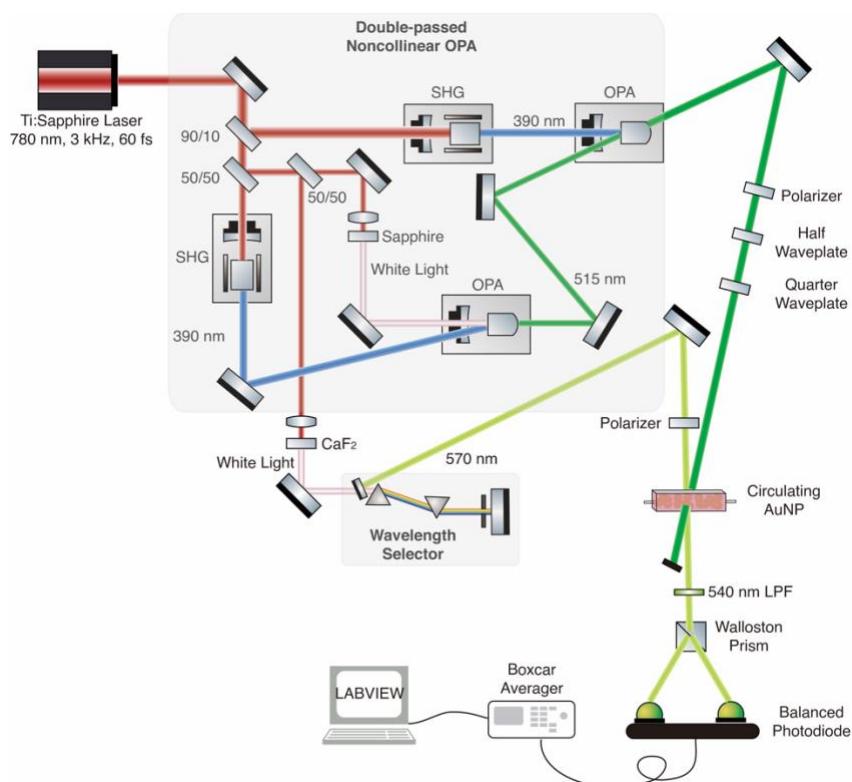 Double-passed
Noncollinear OPA
Ti:Sapphire Laser
780 nm, 3 kHz, 60 fs
SHG
390 nm
OPA
90/10
50/50
50/50
Sapphire
White Light
SHG
OPA
515 nm
390 nm
Polarizer
Half
Waveplate
Quarter
Waveplate
Polarizer
CaF₂
White Light
570 nm
Wavelength
Selector
Circulating
AuNP
540 nm LPF
Walloston
Prism
LABVIEW
Boxcar
Averager
Balanced
Photodiode